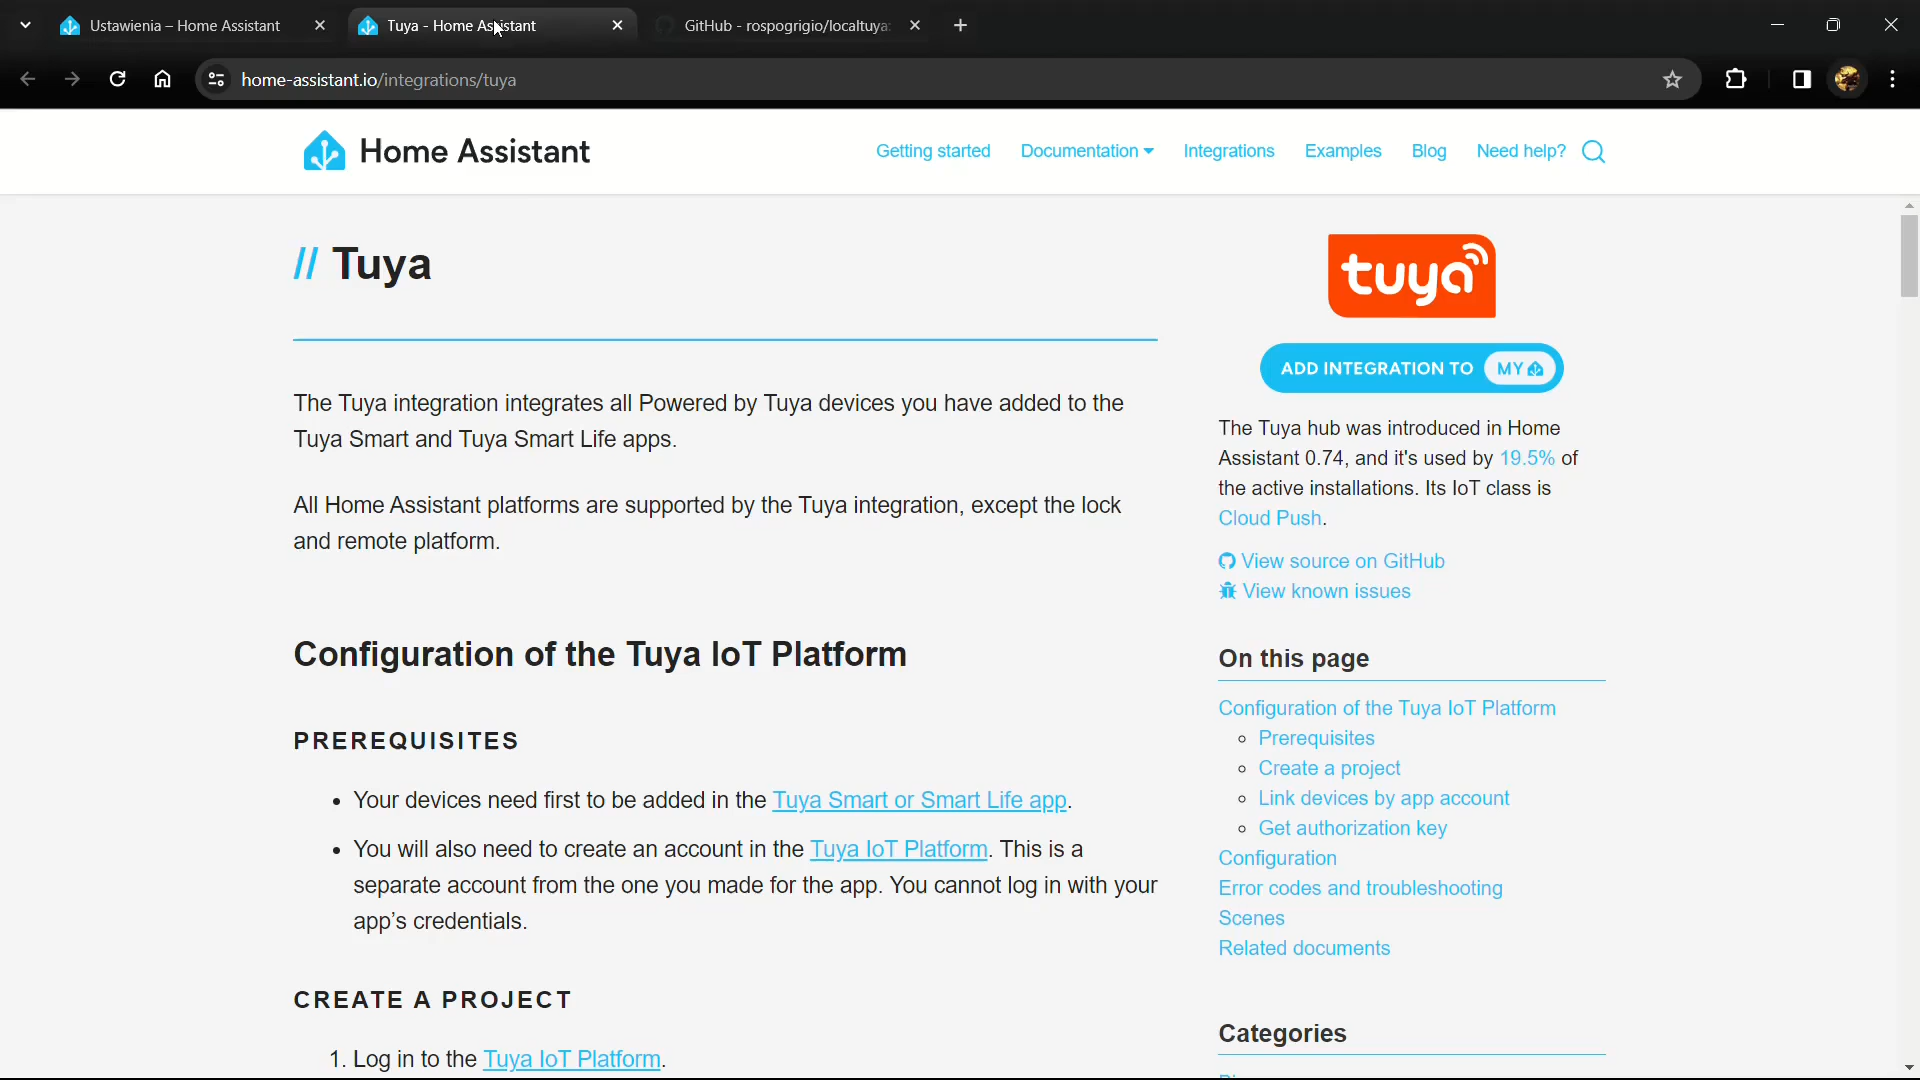 Ustawienia – Home Assistant
Tuya - Home Assistant
GitHub - rospogrigio/localtuya:
home-assistant.io/integrations/tuya
Home Assistant
Getting started
Documentation
Integrations
Examples
Blog
Need help?
// Tuya
The Tuya integration integrates all Powered by Tuya devices you have added to the
Tuya Smart and Tuya Smart Life apps.
All Home Assistant platforms are supported by the Tuya integration, except the lock
and remote platform.
Configuration of the Tuya IoT Platform
PREREQUISITES
• Your devices need first to be added in the Tuya Smart or Smart Life app.
• You will also need to create an account in the Tuya IoT Platform. This is a
separate account from the one you made for the app. You cannot log in with your
app’s credentials.
CREATE A PROJECT
1. Log in to the Tuya IoT Platform.
tuya
ADD INTEGRATION TO MY
The Tuya hub was introduced in Home
Assistant 0.74, and it's used by 19.5% of
the active installations. Its IoT class is
Cloud Push.
View source on GitHub
View known issues
On this page
Configuration of the Tuya IoT Platform
Prerequisites
Create a project
Link devices by app account
Get authorization key
Configuration
Error codes and troubleshooting
Scenes
Related documents
Categories